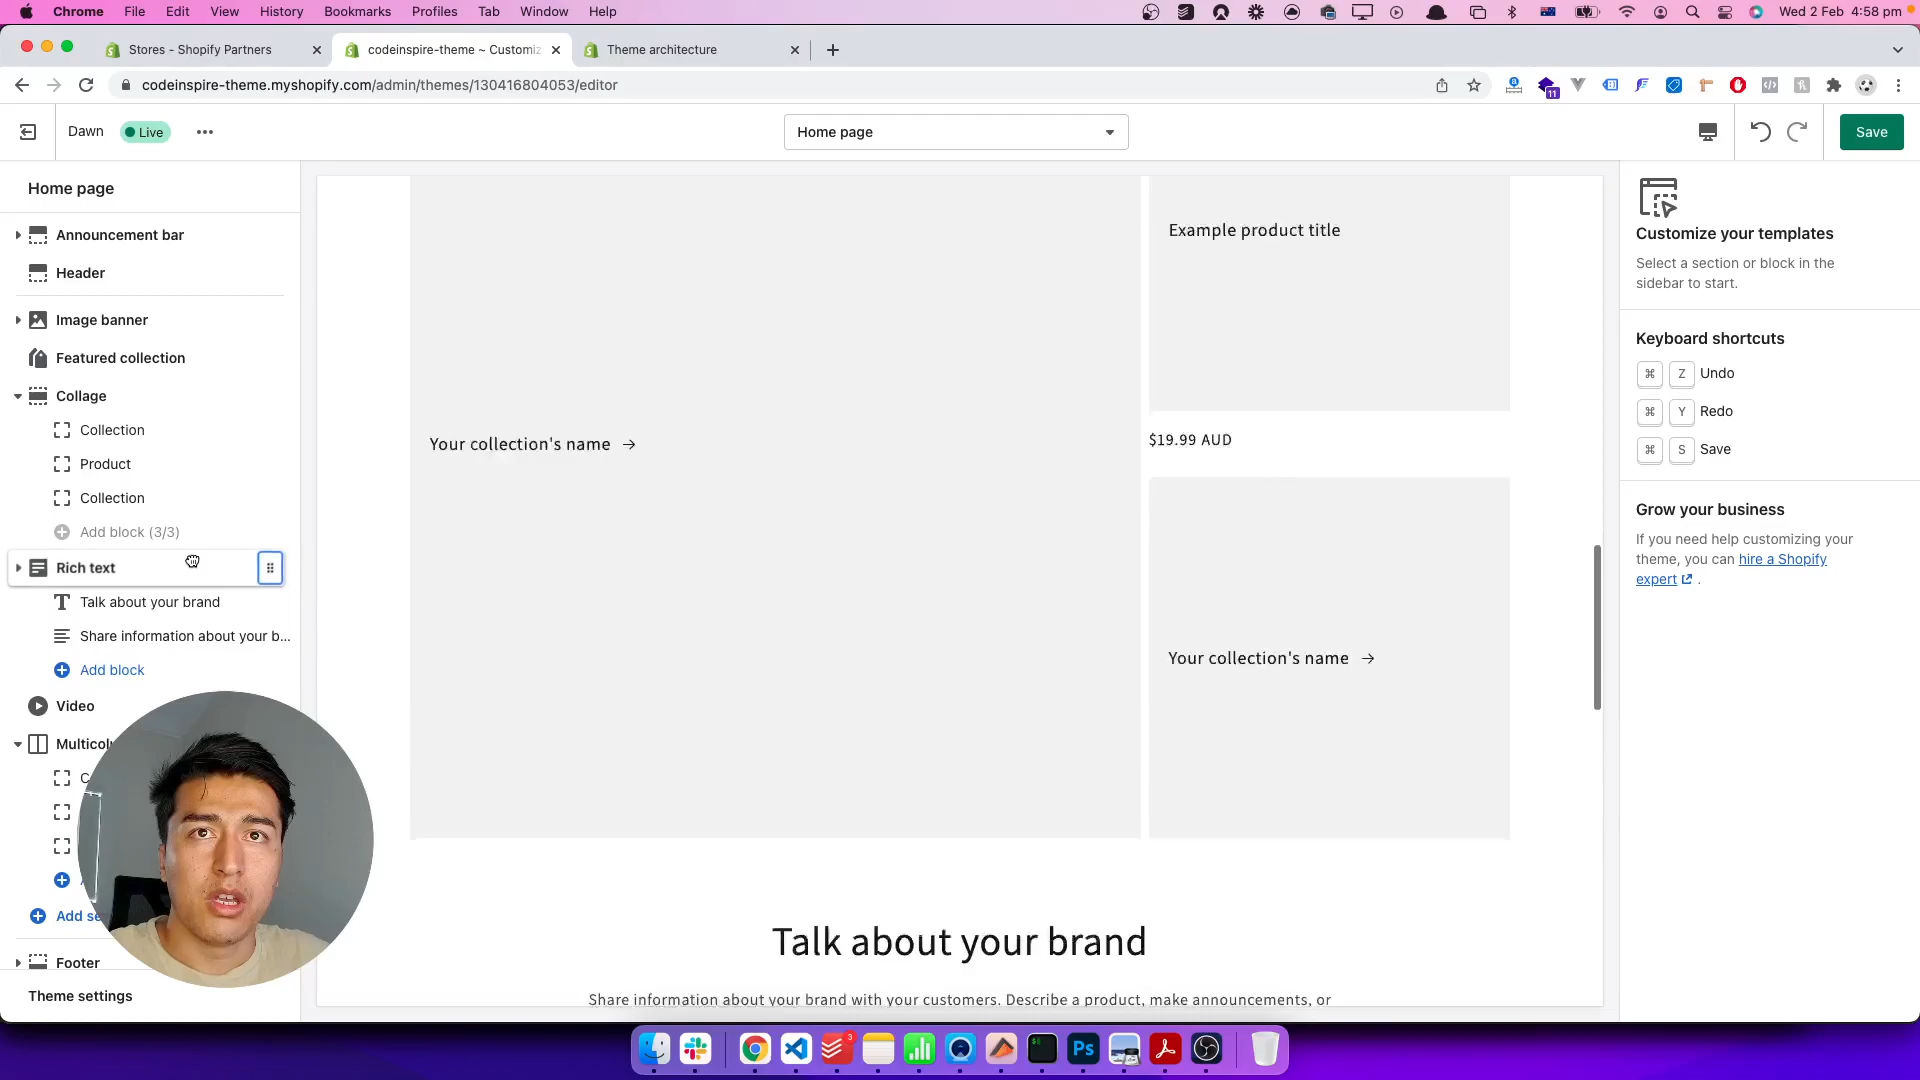 Chrome File Edit View History Bookmarks Profiles Tab Window Help
Wed 2 Feb 4:58 pm
Stores - Shopify Partners
codeinspire-theme ~ Customiz
Theme architecture
codeinspire-theme.myshopify.com/admin/themes/130416804053/editor
11
Dawn
Live
Home page
Save
Home page
Announcement bar
Header
Image banner
Featured collection
Collage
Collection
Product
Collection
Add block (3/3)
Rich text
Talk about your brand
Share information about your b...
Add block
Video
Multicolu
C
Add se
Footer
Theme settings
Example product title
Your collection's name →
$19.99 AUD
Your collection's name →
Talk about your brand
Share information about your brand with your customers. Describe a product, make announcements, or
Customize your templates
Select a section or block in the
sidebar to start.
Keyboard shortcuts
⌘ Z Undo
⌘ Y Redo
⌘ S Save
Grow your business
If you need help customizing your
theme, you can hire a Shopify
expert .
3
Ps